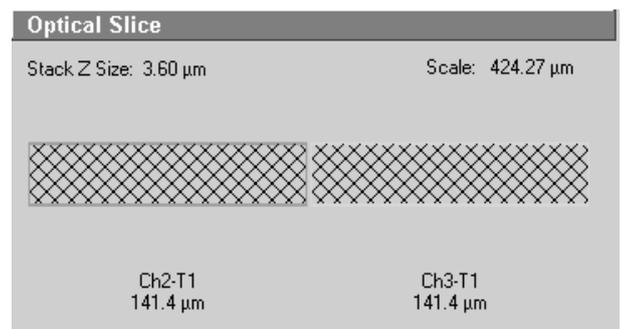 Optical Slice
Stack Z Size: 3.60 µm Scale: 424.27 µm
Ch2-T1 Ch3-T1
141.4 µm 141.4 µm